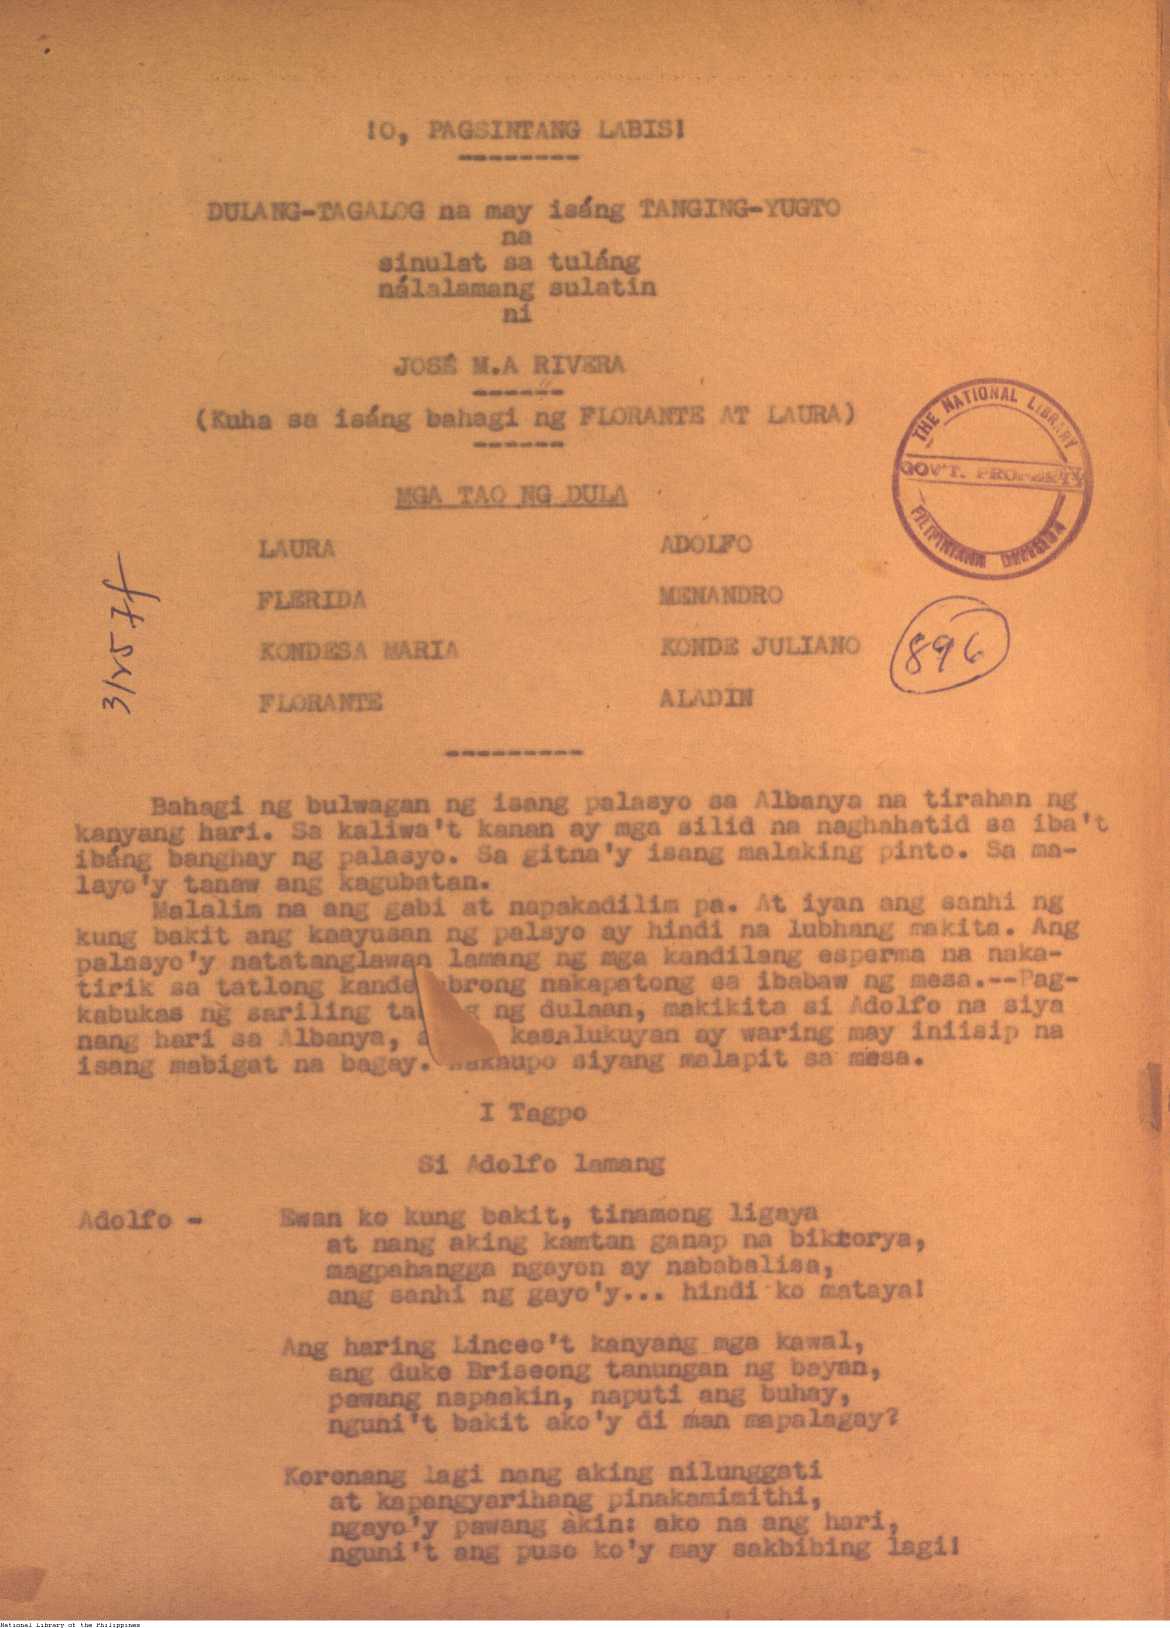 !O, PAGSINTANG LABIS!
DULANG-TAGALOG na may isáng TANGING-YUGTO
na
sinulat sa tuláng
nálalamang sulatin
ni
JOSÉ M.A RIVERA
(Kuha sa isáng bahagi ng FLORANTE AT LAURA)
MGA TAO NG DULA
LAURA ADOLFO
FLERIDA MENANDRO
KONDESA MARIA KONDE JULIANO
FLORANTE ALADIN
THE NATIONAL LIBRARY
GOV'T. PROPERTY
FILIPINIANA DIVISION
896
Bahagi ng bulwagan ng isang palasyo sa Albanya na tirahan ng
kanyang hari. Sa kaliwa't kanan ay mga silid na naghahatid sa iba't
ibáng banghay ng palasyo. Sa gitna'y isang malaking pinto. Sa ma-
layo'y tanaw ang kagubatan.
Malalim na ang gabi at napakadilim pa. At iyan ang sanhi ng
kung bakit ang kaayusan ng palsyo ay hindi na lubhang makita. Ang
palasyo'y natatanglawan lamang ng mga kandilang esperma na naka-
tirik sa tatlong nakapatong sa ibabaw ng mesa.--Pag-
kabukas ng sariling ng dulaan, makikita si Adolfo na siya
nang hari sa Albanya, kasalukuyan ay waring may iniisip na
isang mabigat na bagay. Nakaupo siyang malapit sa mesa.
I Tagpo
Si Adolfo lamang
Adolfo - Ewan ko kung bakit, tinamong ligaya
at nang aking kamtan ganap na biktorya,
magpahangga ngayon ay nababalisa,
ang sanhi ng gayo'y... hindi ko mataya!
Ang haring Linceo't kanyang mga kawal,
ang duke Briseong tanungan ng bayan,
pawang napaakin, naputi ang buhay,
nguni't bakit ako'y di man mapalagay?
Koronang lagi nang aking nilunggati
at kapangyarihang pinakamimithi,
ngayo'y pawang akin: ako na ang hari,
nguni't ang puso ko'y may sakbibing lagi!
National Library of the Philippines